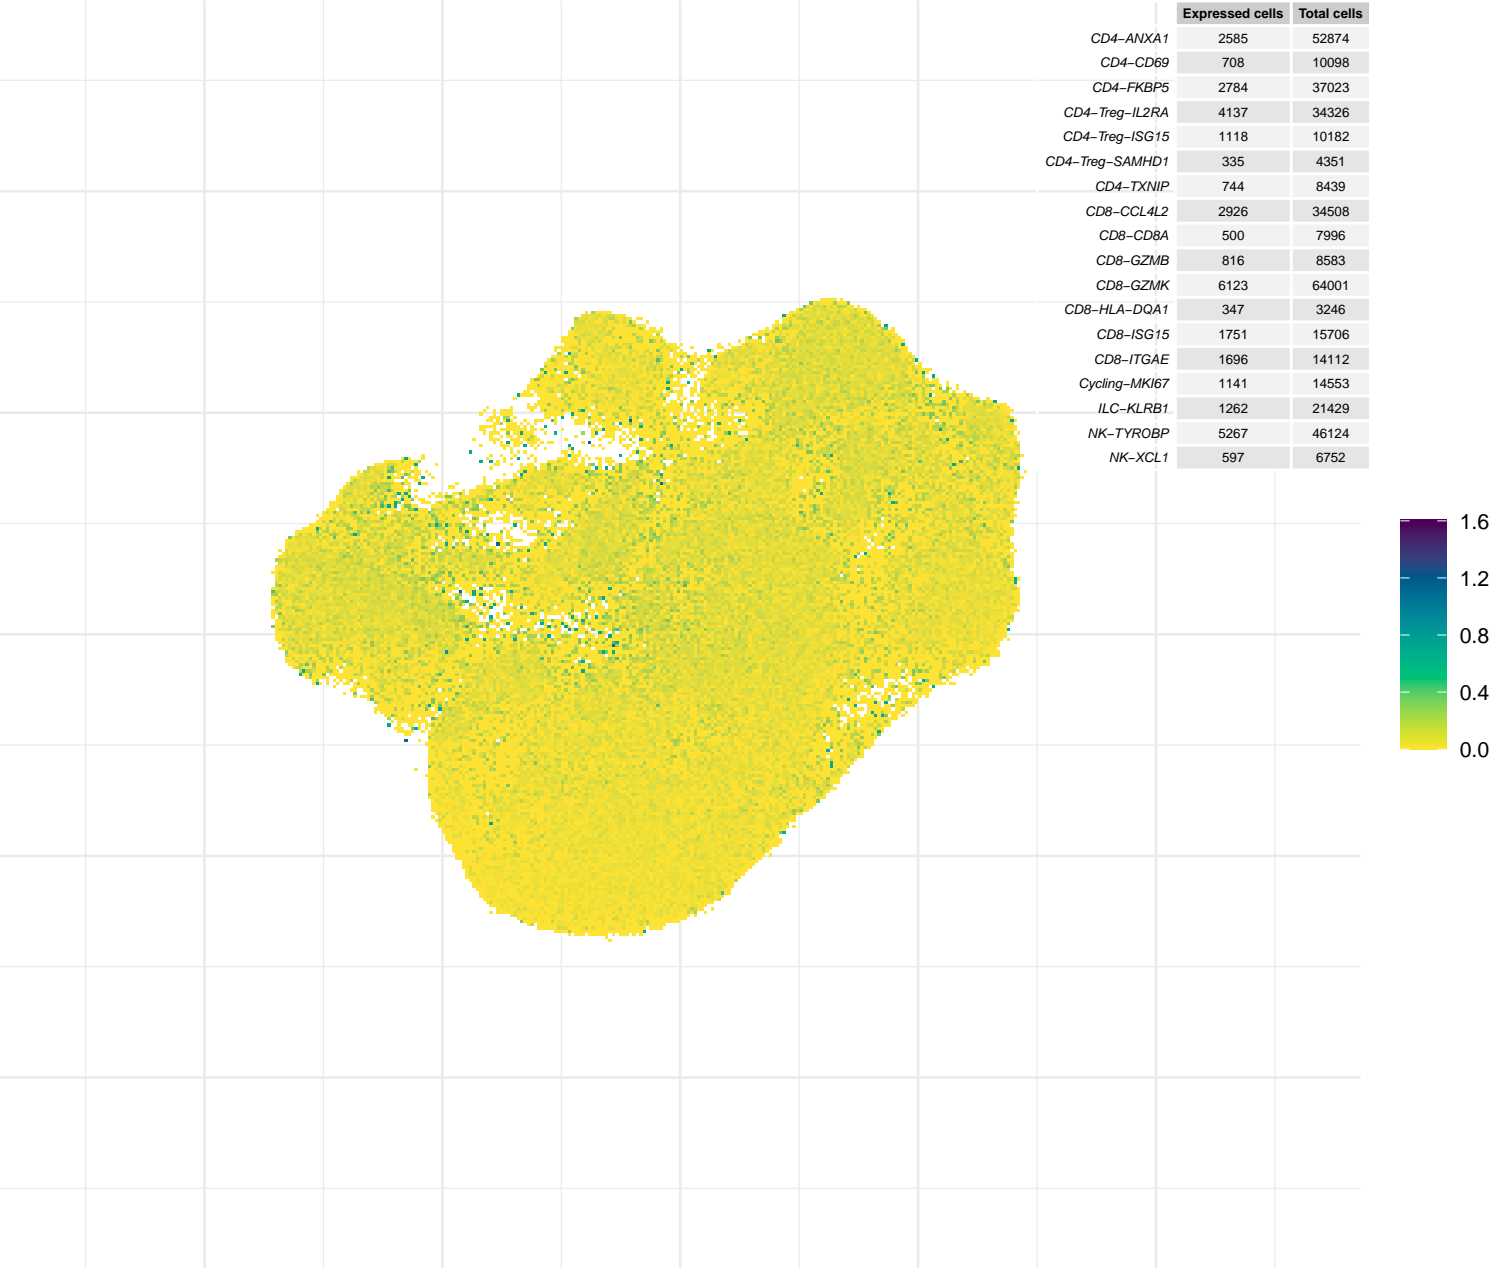 Expressed cells Total cells
CD4−ANXA1 2585 52874
CD4−CD69 708 10098
CD4−FKBP5 2784 37023
CD4−Treg−IL2RA 4137 34326
CD4−Treg−ISG15 1118 10182
CD4−Treg−SAMHD1 335 4351
CD4−TXNIP 744 8439
CD8−CCL4L2 2926 34508
CD8−CD8A 500 7996
CD8−GZMB 816 8583
CD8−GZMK 6123 64001
CD8−HLA−DQA1 347 3246
CD8−ISG15 1751 15706
CD8−ITGAE 1696 14112
Cycling−MKI67 1141 14553
ILC−KLRB1 1262 21429
NK−TYROBP 5267 46124
NK−XCL1 597 6752
1.6
1.2
0.8
0.4
0.0